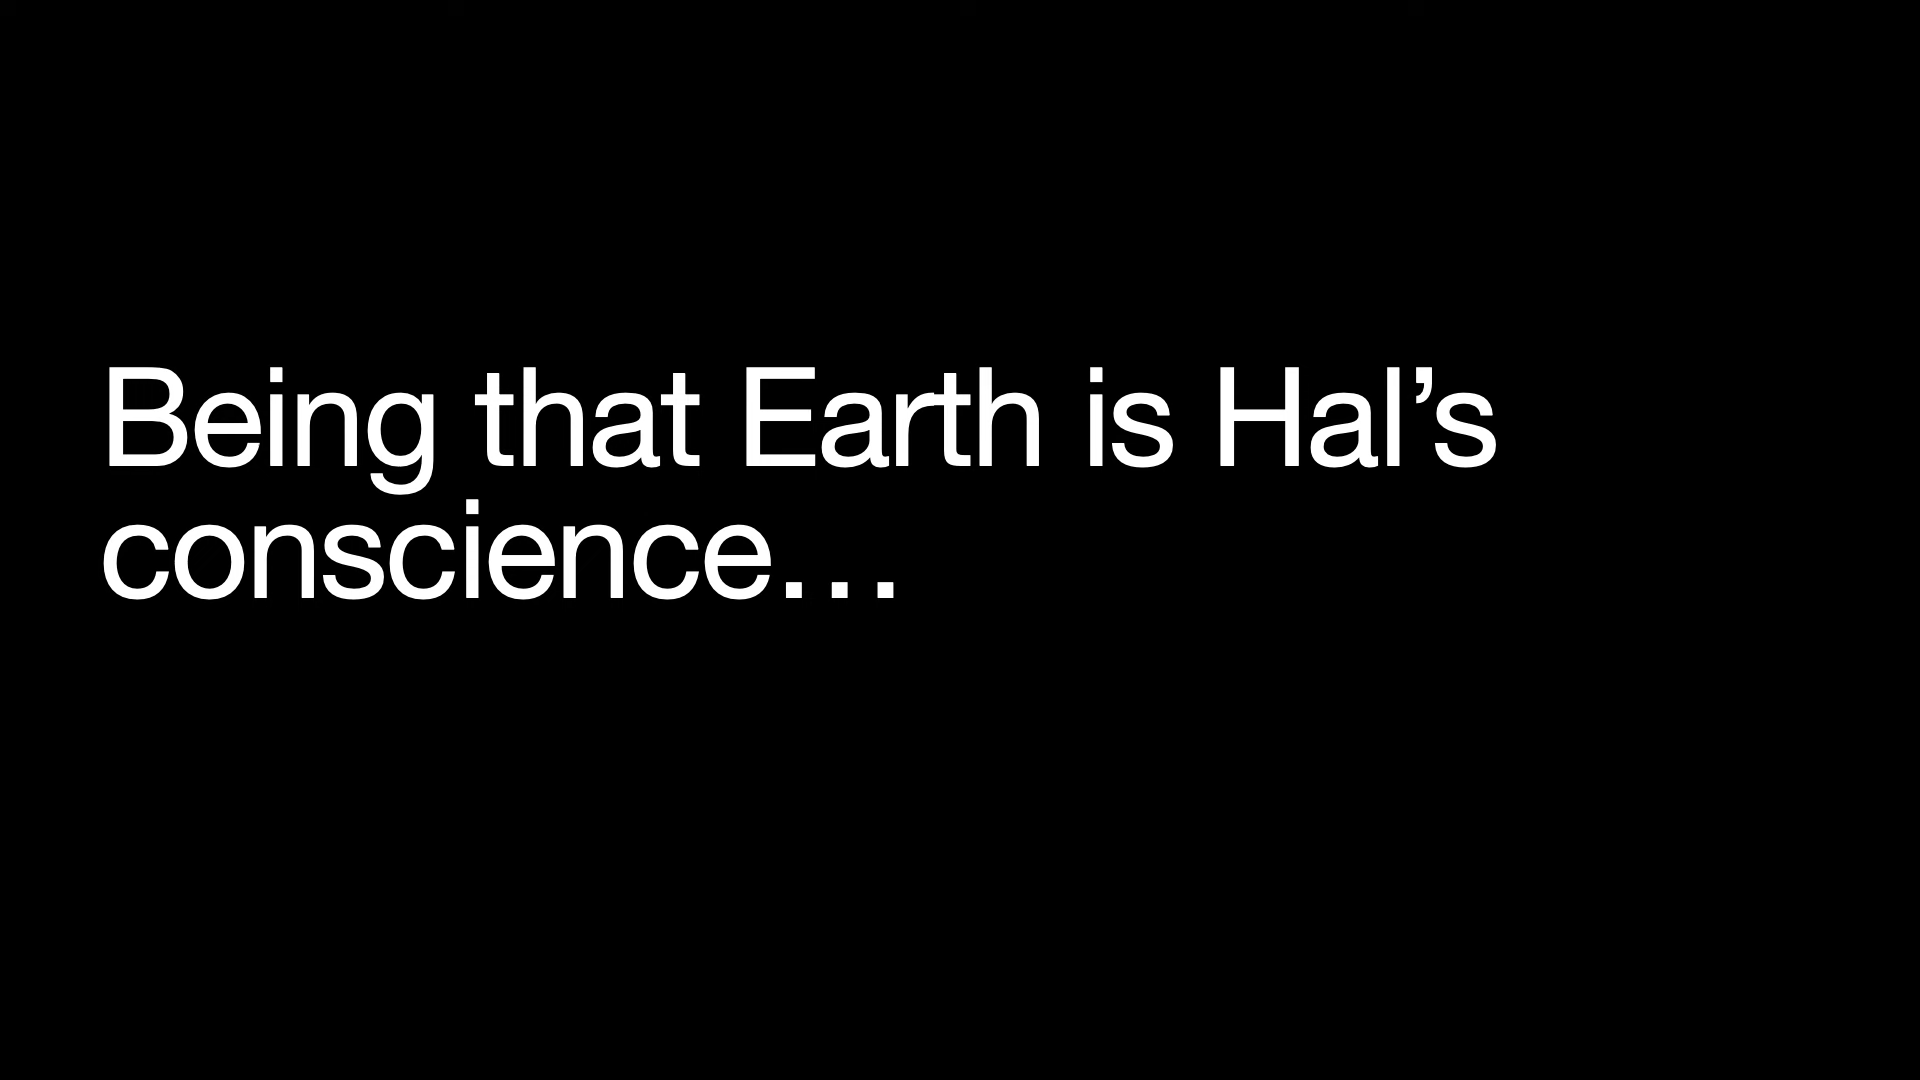 Being that Earth is Hal’s
conscience…